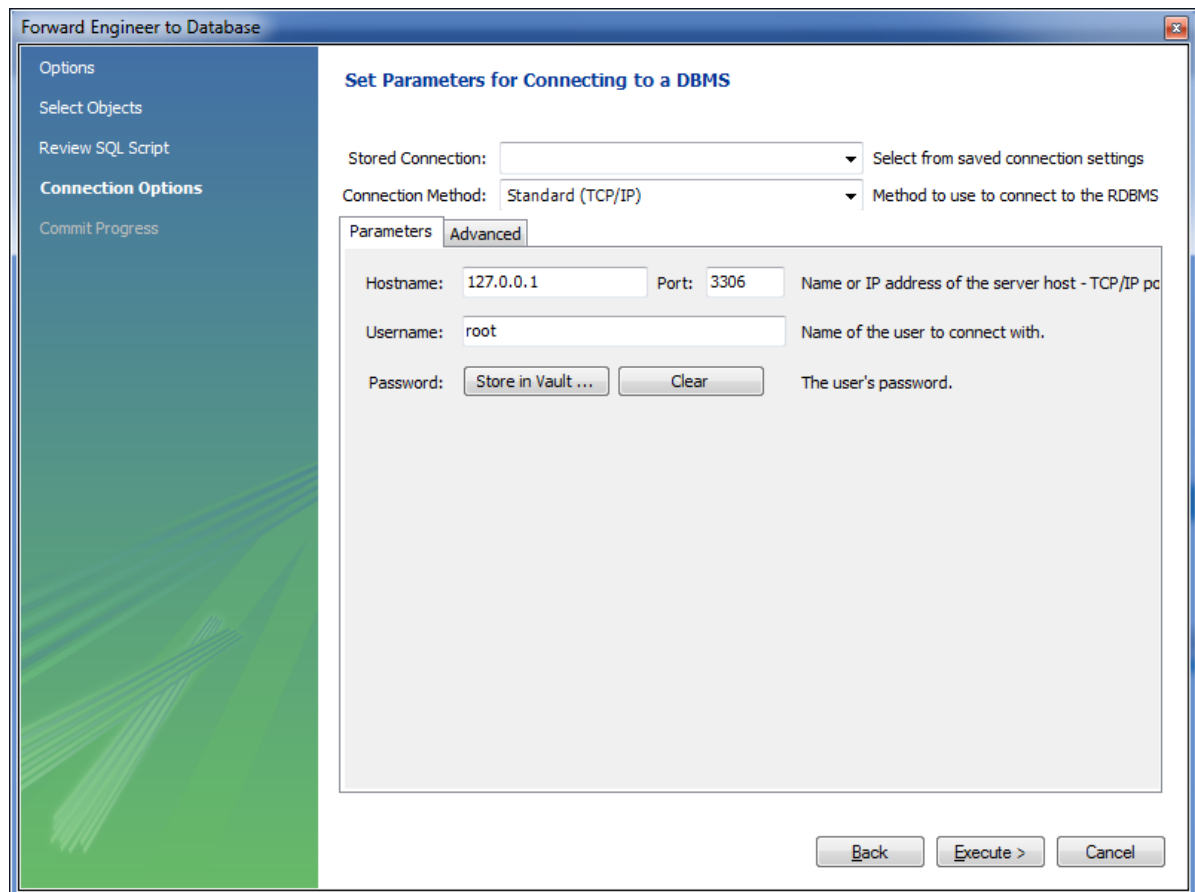 Forward Engineer to Database
Options
Select Objects
Review SQL Script
Connection Options
Commit Progress
Set Parameters for Connecting to a DBMS
Stored Connection: Select from saved connection settings
Connection Method: Standard (TCP/IP) Method to use to connect to the RDBMS
Parameters Advanced
Hostname: 127.0.0.1 Port: 3306 Name or IP address of the server host - TCP/IP
Username: root Name of the user to connect with.
Password: Store in Vault ... Clear The user's password.
Back Execute > Cancel